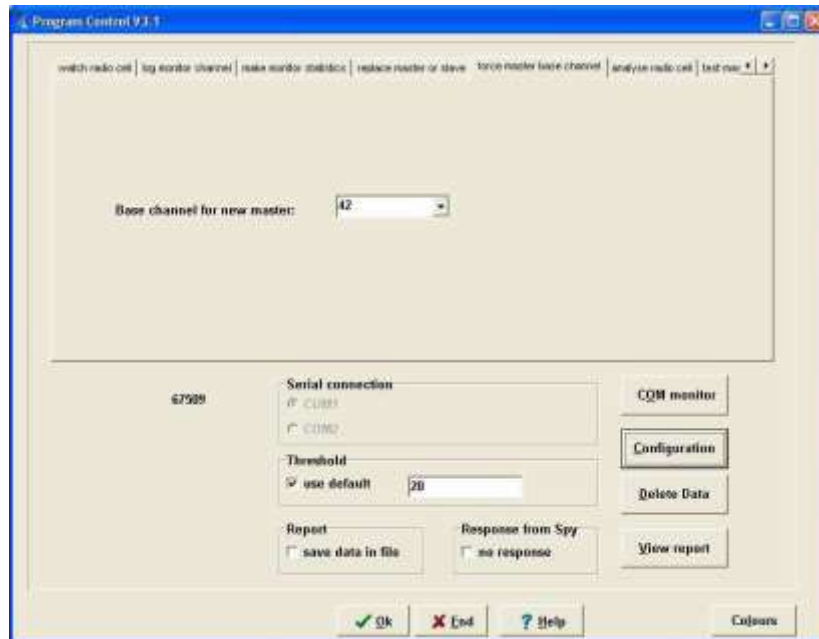 Program Control V3.1
watch radio cell log monitor channel make monitor statistics replace master or slave force master base channel analyse radio cell test
Base channel for new master: 42
67509
Serial connection
COM1
COM2
Threshold
use default 20
Report
save data in file
Response from Spy
no response
COM monitor
Configuration
Delete Data
View report
Ok End ? Help Colours